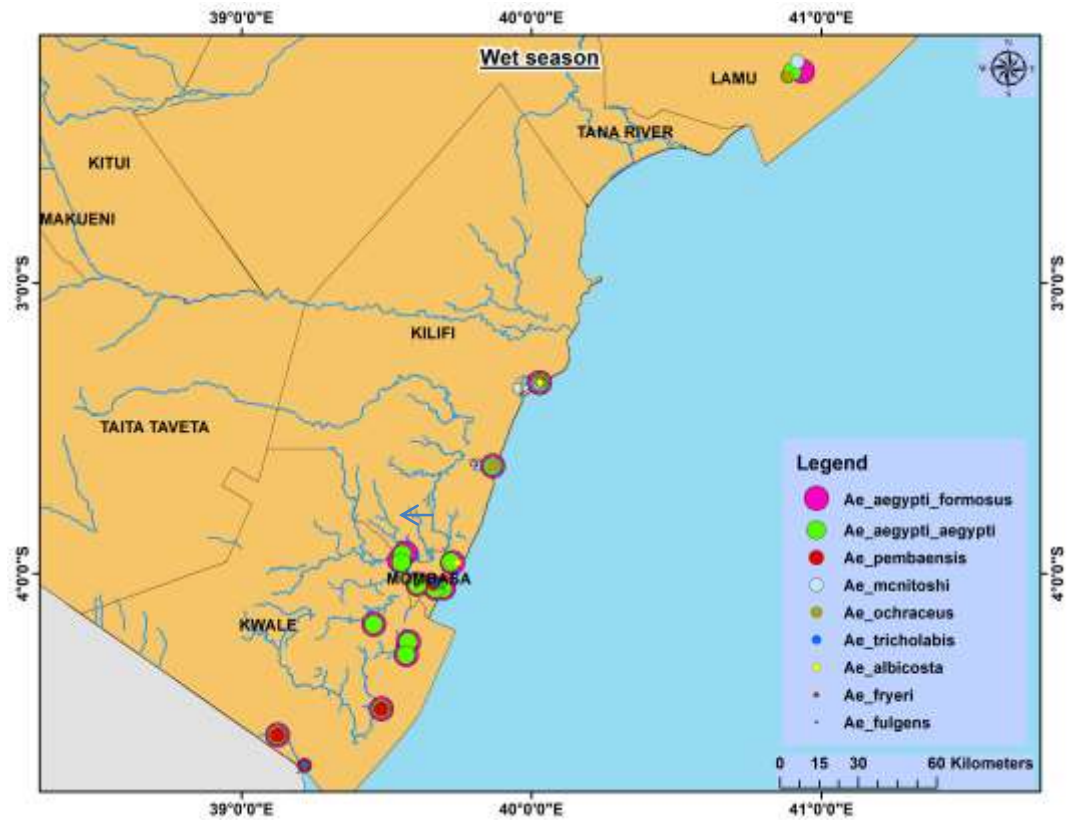 39°0'0"E 40°0'0"E 41°0'0"E
Wet season
LAMU
TANA RIVER
KITUI
MAKUENI
3°0'0"S 3°0'0"S
KILIFI
TAITA TAVETA
4°0'0"S 4°0'0"S
MOMBASA
KWALE
Legend
Ae_aegypti_formosus
Ae_aegypti_aegypti
Ae_pembaensis
Ae_mcnitoshi
Ae_ochraceus
Ae_tricholabis
Ae_albicosta
Ae_fryeri
Ae_fulgens
0 15 30 60 Kilometers
39°0'0"E 40°0'0"E 41°0'0"E